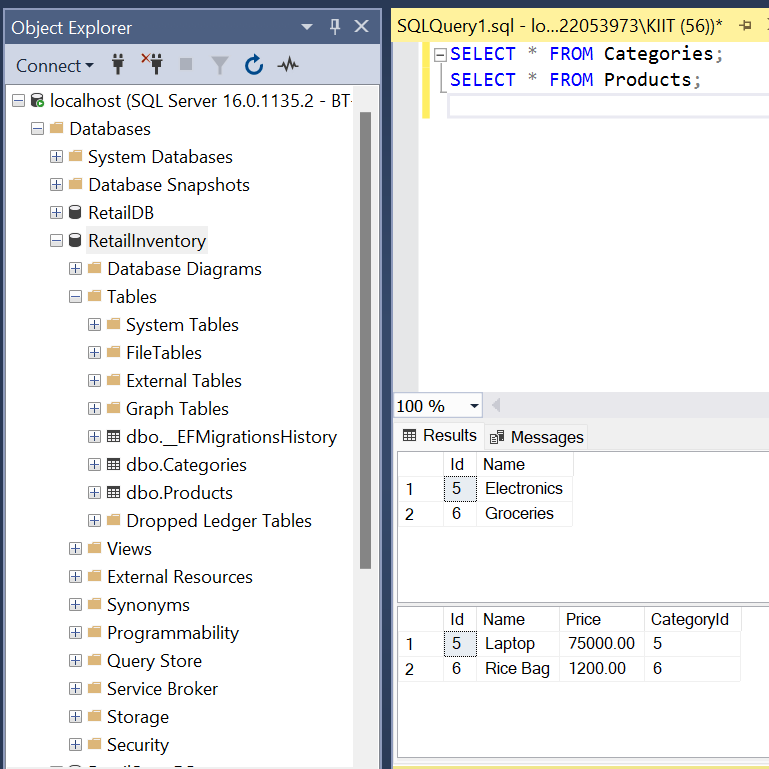 Object Explorer
Connect
localhost (SQL Server 16.0.1135.2 - BT-
Databases
System Databases
Database Snapshots
RetailDB
RetailInventory
Database Diagrams
Tables
System Tables
FileTables
External Tables
Graph Tables
dbo.__EFMigrationsHistory
dbo.Categories
dbo.Products
Dropped Ledger Tables
Views
External Resources
Synonyms
Programmability
Query Store
Service Broker
Storage
Security
SQLQuery1.sql - lo...22053973\KIIT (56))*
SELECT * FROM Categories;
SELECT * FROM Products;
100 %
Results Messages
Id Name
1 5 Electronics
2 6 Groceries
Id Name Price CategoryId
1 5 Laptop 75000.00 5
2 6 Rice Bag 1200.00 6